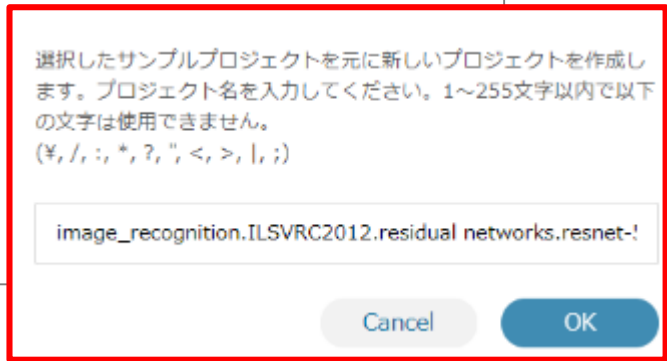 選択したサンプルプロジェクトを元に新しいプロジェクトを作成し
ます。プロジェクト名を入力してください。1～255文字以内で以下
の文字は使用できません。
(¥, /, :, *, ?, ", <, >, |, ;)
image_recognition.ILSVRC2012.residual networks.resnet-
Cancel
OK